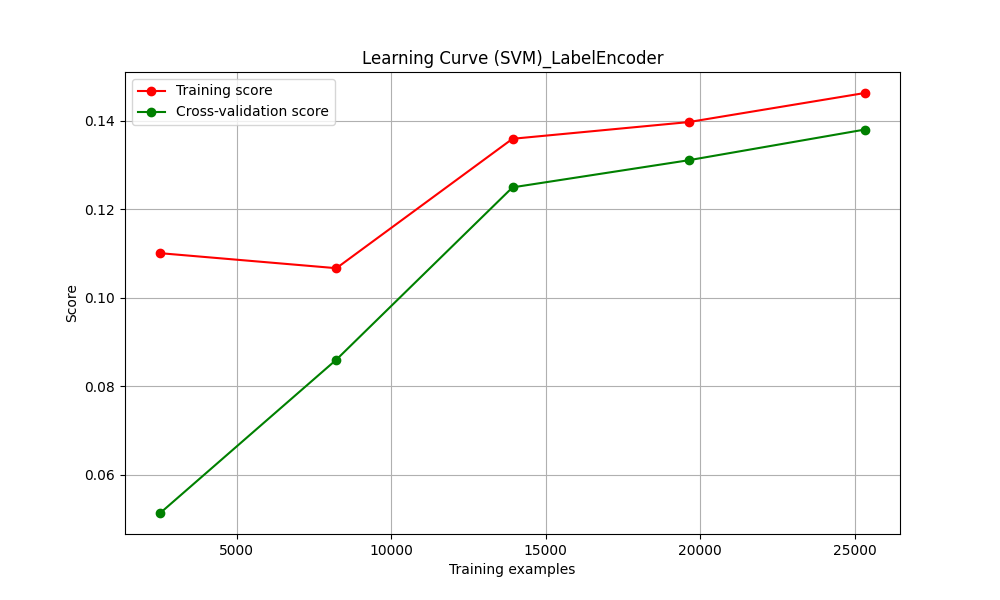 Learning Curve (SVM)_LabelEncoder
Training score
Cross-validation score
0.14
0.12
0.10
0.08
0.06
Score
5000 10000 15000 20000 25000
Training examples